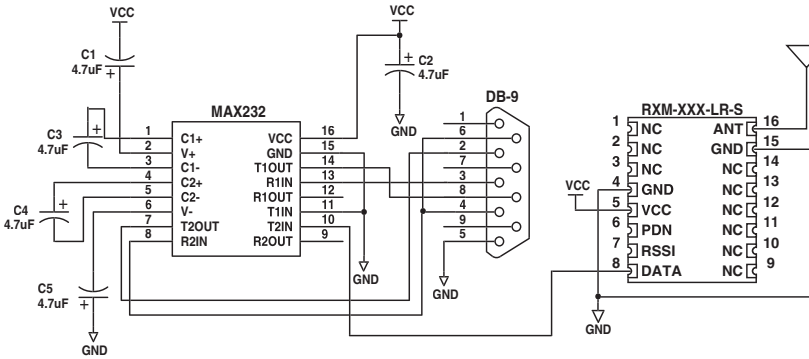 VCC
C1
4.7uF
+
VCC
+
C2
4.7uF
GND
MAX232
C3
4.7uF
+
1 C1+ VCC 16
2 V+ GND 15
3 C1- T1OUT 14
4 C2+ R1IN 13
5 C2- R1OUT 12
6 V- T1IN 11
7 T2OUT T2IN 10
8 R2IN R2OUT 9
C4
4.7uF
+
C5
4.7uF
+
GND
GND
DB-9
1
6
2
7
3
8
4
9
5
GND
RXM-XXX-LR-S
1 NC ANT 16
2 NC GND 15
3 NC NC 14
4 GND NC 13
5 VCC NC 12
6 PDN NC 11
7 RSSI NC 10
8 DATA NC 9
VCC
GND